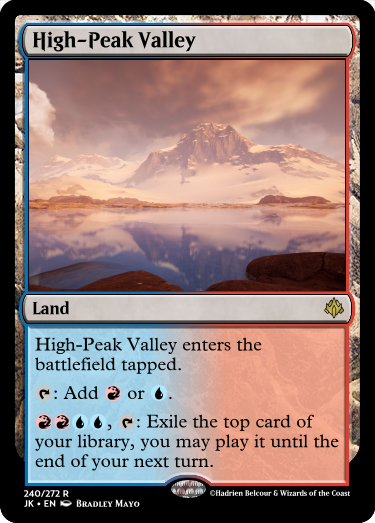 High-Peak Valley
Land
High-Peak Valley enters the
battlefield tapped.
: Add or .
, : Exile the top card of
your library, you may play it until the
end of your next turn.
240/272 R
JK • EN Bradley Mayo
©Hadrien Belcour & Wizards of the Coast